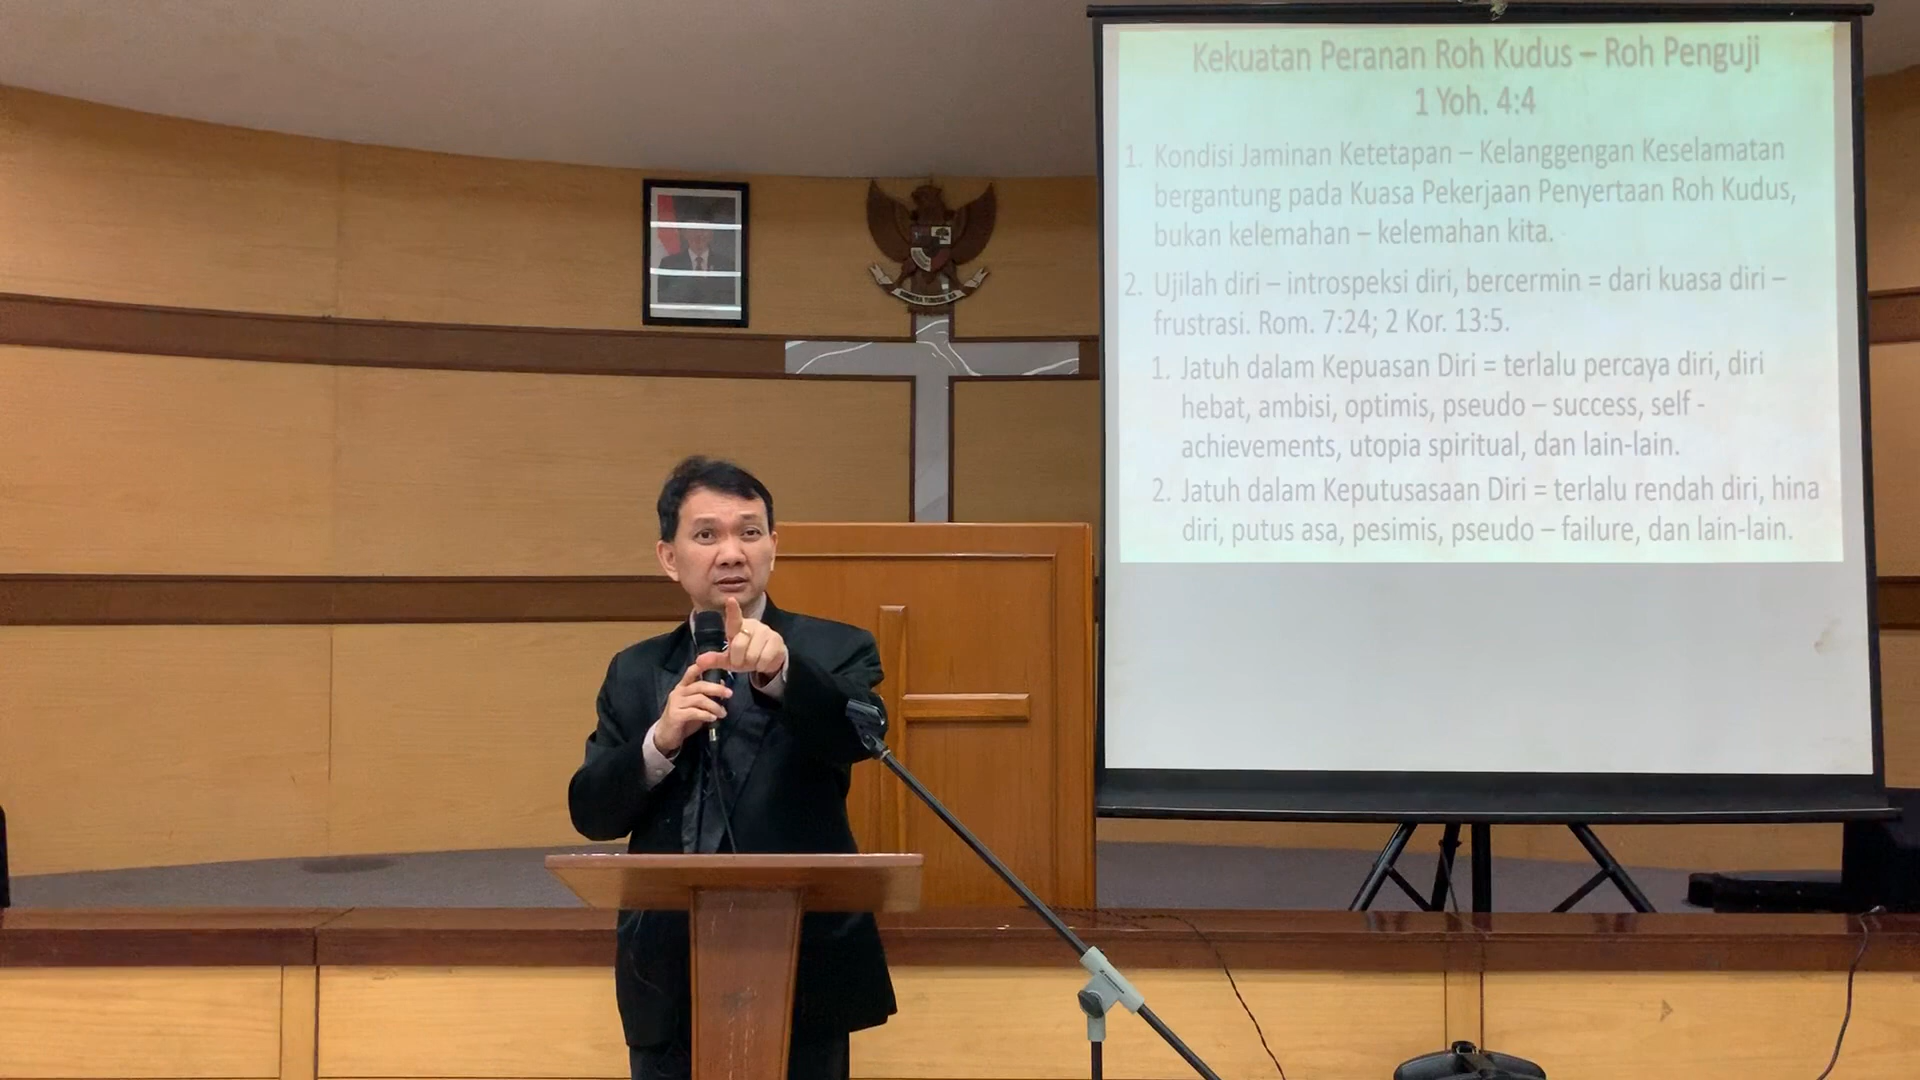 Kekuatan Peranan Roh Kudus – Roh Penguji
1 Yoh. 4:4
1. Kondisi Jaminan Ketetapan – Kelanggengan Keselamatan
bergantung pada Kuasa Pekerjaan Penyertaan Roh Kudus,
bukan kelemahan – kelemahan kita.
2. Ujilah diri – introspeksi diri, bercermin = dari kuasa diri –
frustrasi. Rom. 7:24; 2 Kor. 13:5.
1. Jatuh dalam Kepuasan Diri = terlalu percaya diri, diri
hebat, ambisi, optimis, pseudo – success, self -
achievements, utopia spiritual, dan lain-lain.
2. Jatuh dalam Keputusasaan Diri = terlalu rendah diri, hina
diri, putus asa, pesimis, pseudo – failure, dan lain-lain.